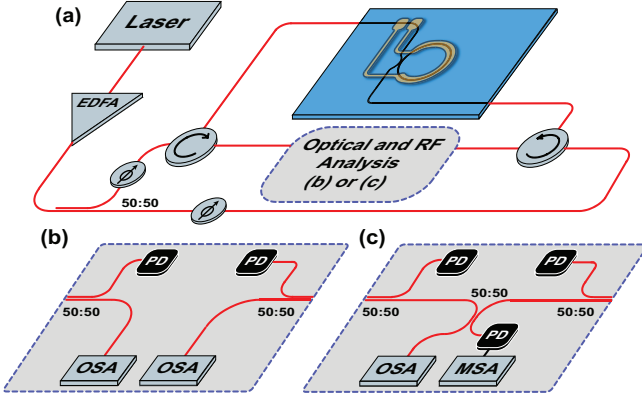 (a)
Laser
EDFA
50:50
Optical and RF
Analysis
(b) or (c)
(b)
PD
PD
50:50
50:50
OSA
OSA
(c)
PD
PD
50:50
50:50
50:50
PD
OSA
MSA